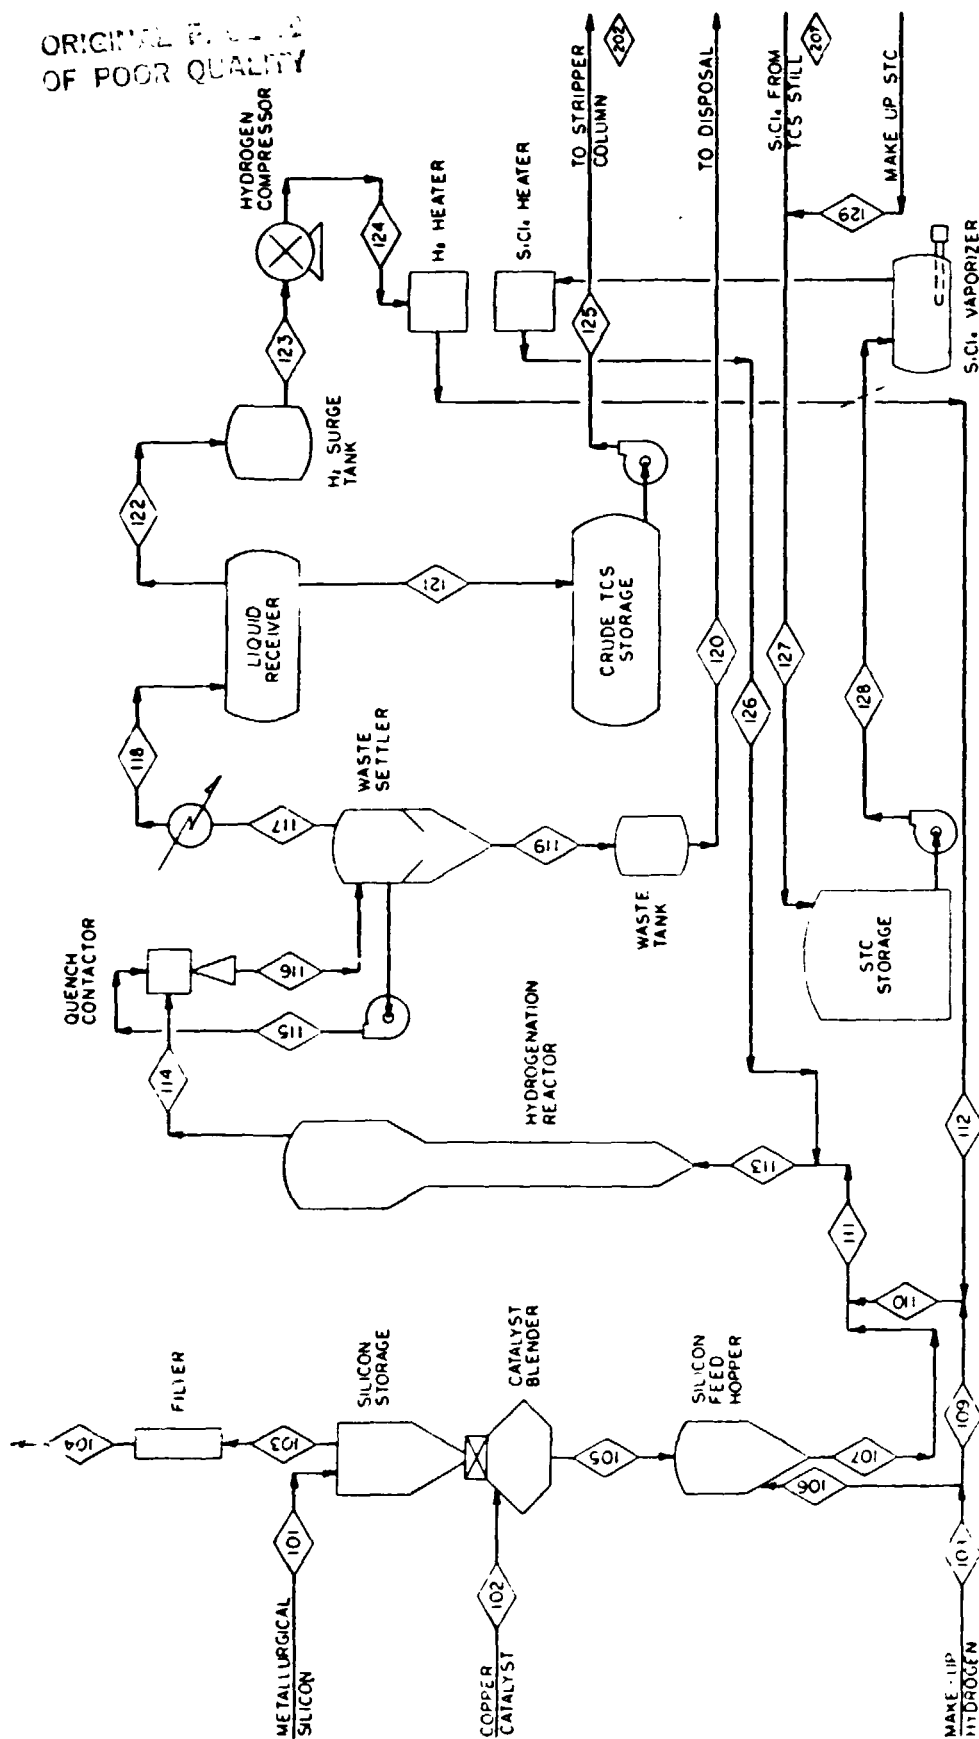 ORIGINAL
OF POOR QUALITY
METALLURGICAL
SILICON
101
COPPER
CATALYST
102
MAKE-UP
HYDROGEN
FILTER
104
103
SILICON
STORAGE
CATALYST
BLENDER
105
SILICON
FEED
HOPPER
106
107
109
110
111
112
113
HYDROGENATION
REACTOR
114
QUENCH
CONTACTOR
115
116
117
118
WASTE
SETTLER
119
WASTE
TANK
120
TO DISPOSAL
LIQUID
RECEIVER
121
122
CRUDE TCS
STORAGE
H₂ SURGE
TANK
123
HYDROGEN
COMPRESSOR
124
H₂ HEATER
SiCl₄ HEATER
125
TO STRIPPER
COLUMN
202
126
127
SiCl₄ FROM
TCS STILL
MAKE UP STC
129
128
STC
STORAGE
SiCl₄ VAPORIZER